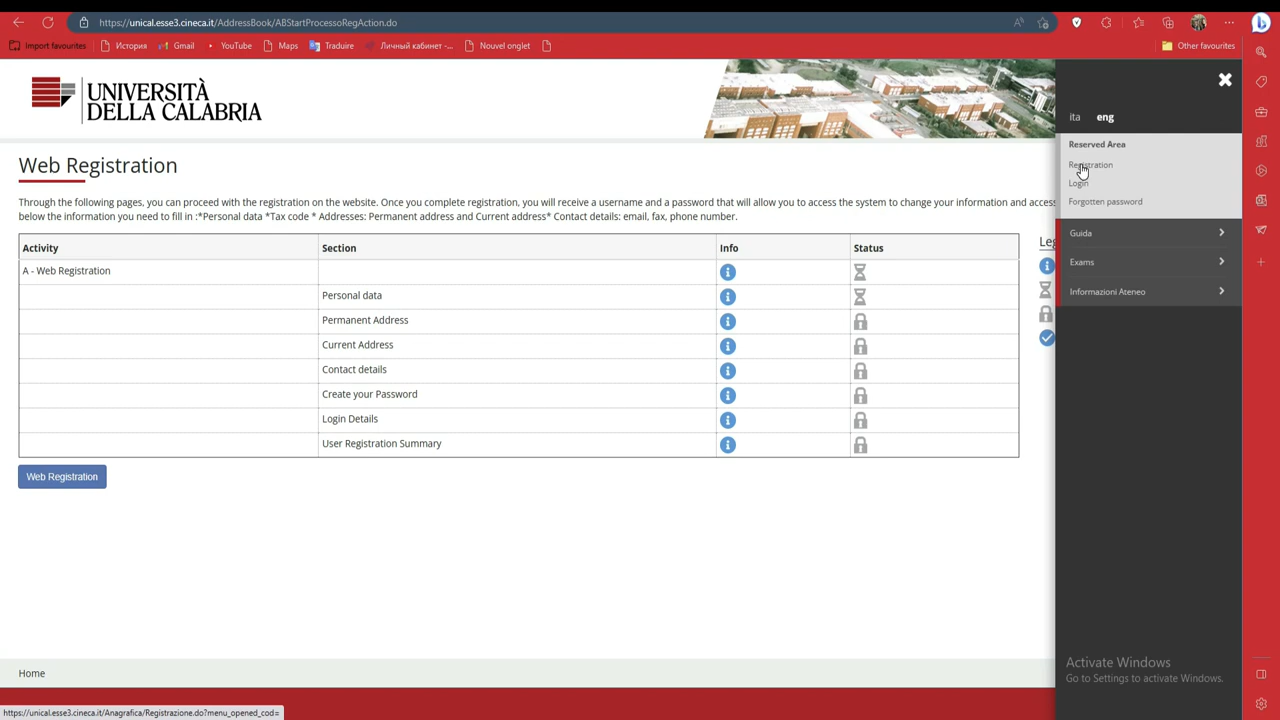 https://unical.esse3.cineca.it/AddressBook/ABStartProcessoRegAction.do
Import favourites
История
Gmail
YouTube
Maps
Traduire
Личный кабинет -...
Nouvel onglet
Other favourites
UNIVERSITÀ
DELLA CALABRIA
ita eng
Reserved Area
Registration
Login
Forgotten password
Guida
Exams
Informazioni Ateneo
Web Registration
Through the following pages, you can proceed with the registration on the website. Once you complete registration, you will receive a username and a password that will allow you to access the system to change your information and access
below the information you need to fill in :*Personal data *Tax code * Addresses: Permanent address and Current address* Contact details: email, fax, phone number.
Activity Section Info Status
A - Web Registration
Personal data
Permanent Address
Current Address
Contact details
Create your Password
Login Details
User Registration Summary
Leg
Web Registration
Home
Activate Windows
Go to Settings to activate Windows.
https://unical.esse3.cineca.it/Anagrafica/Registrazione.do?menu_opened_cod=